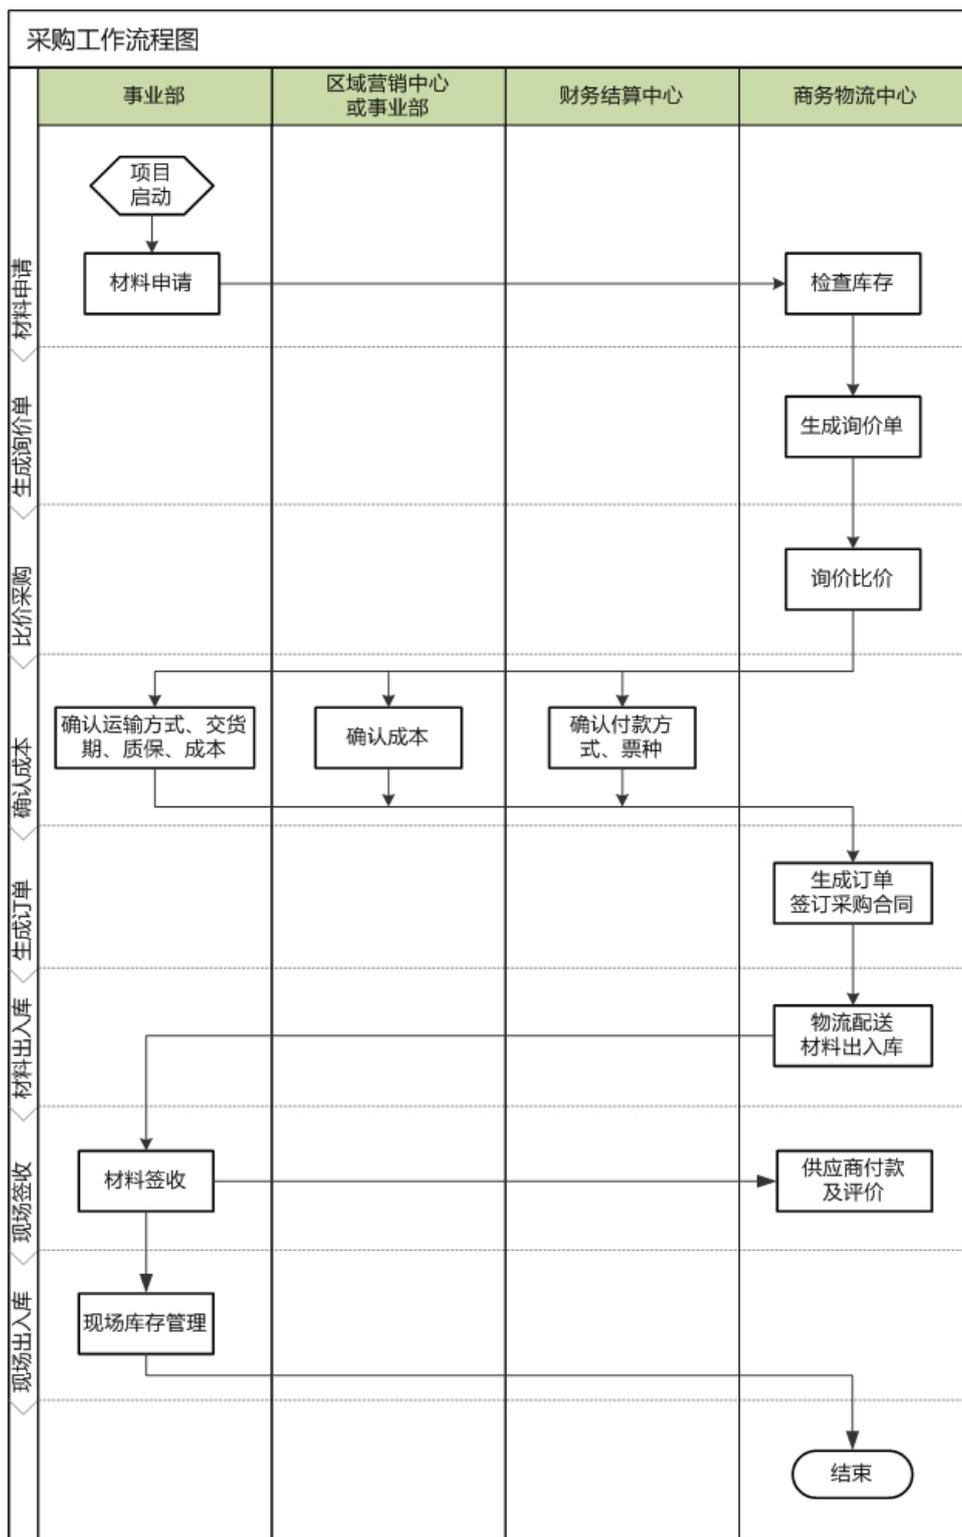 采购工作流程图
事业部
区域营销中心
或事业部
财务结算中心
商务物流中心
项目
启动
材料申请
材料申请
检查库存
生成询价单
生成询价单
比价采购
询价比价
确认成本
确认运输方式、交货
期、质保、成本
确认成本
确认付款方
式、票种
生成订单
生成订单
签订采购合同
材料出入库
物流配送
材料出入库
现场签收
材料签收
供应商付款
及评价
现场出入库
现场库存管理
结束